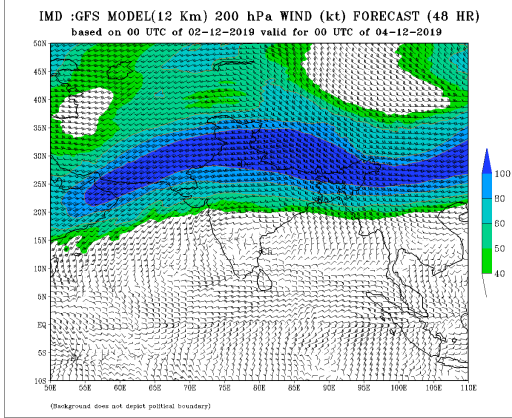 IMD :GFS MODEL(12 Km) 200 hPa WIND (kt) FORECAST (48 HR)
based on 00 UTC of 02-12-2019 valid for 00 UTC of 04-12-2019
50N
45N
40N
35N
30N
25N
20N
15N
10N
5N
EQ
5S
10S
50E 55E 60E 65E 70E 75E 80E 85E 90E 95E 100E 105E 110E
100
80
60
50
40
(Background does not depict political boundary)